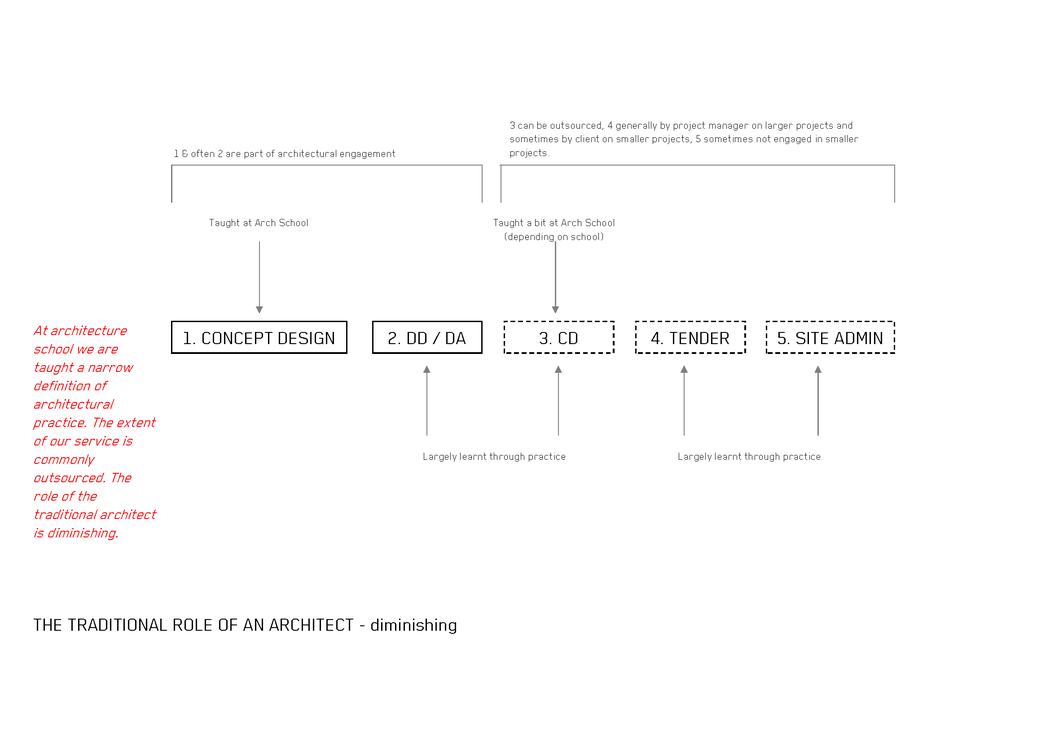 3 can be outsourced, 4 generally by project manager on larger projects and
sometimes by client on smaller projects, 5 sometimes not engaged in smaller
projects.
1 & often 2 are part of architectural engagement
Taught at Arch School
Taught a bit at Arch School
(depending on school)
1. CONCEPT DESIGN
2. DD / DA
3. CD
4. TENDER
5. SITE ADMIN
At architecture
school we are
taught a narrow
definition of
architectural
practice. The extent
of our service is
commonly
outsourced. The
role of the
traditional architect
is diminishing.
Largely learnt through practice
Largely learnt through practice
THE TRADITIONAL ROLE OF AN ARCHITECT - diminishing